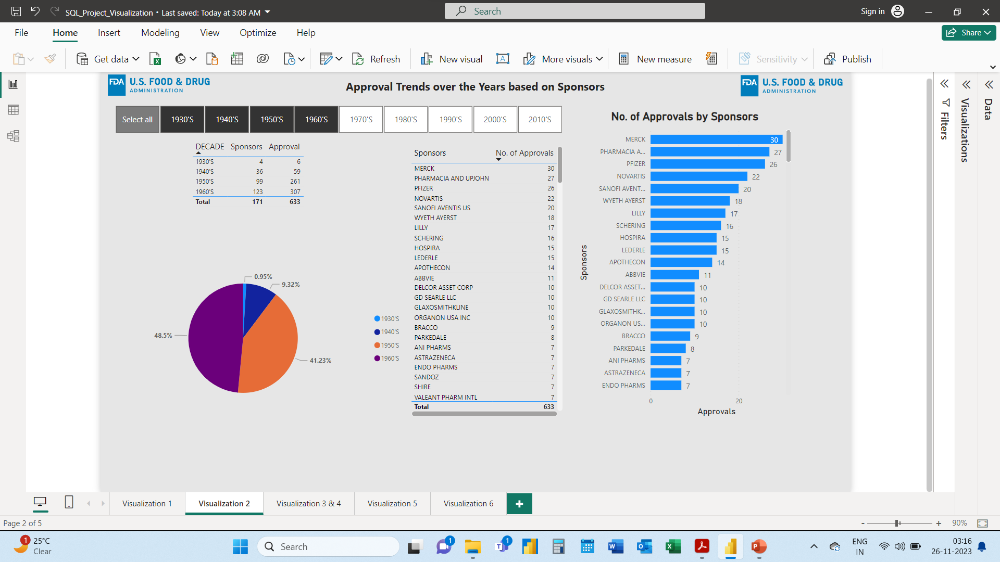 SQL_Project_Visualization • Last saved: Today at 3:08 AM
Search
Sign in
File Home Insert Modeling View Optimize Help
Share
Get data
Refresh
New visual
A
More visuals
New measure
Sensitivity
Publish
FDA U.S. FOOD & DRUG
ADMINISTRATION
Approval Trends over the Years based on Sponsors
FDA U.S. FOOD & DRUG
ADMINISTRATION
Filters
Visualizations
Data
Select all 1930'S 1940'S 1950'S 1960'S 1970'S 1980'S 1990'S 2000'S 2010'S
DECADE Sponsors Approval
1930'S 4 6
1940'S 36 59
1950'S 99 261
1960'S 123 307
Total 171 633
0.95%
9.32%
48.5%
41.23%
1930'S
1940'S
1950'S
1960'S
Sponsors No. of Approvals
MERCK 30
PHARMACIA AND UPJOHN 27
PFIZER 26
NOVARTIS 22
SANOFI AVENTIS US 20
WYETH AYERST 18
LILLY 17
SCHERING 16
HOSPIRA 15
LEDERLE 15
APOTHECON 14
ABBVIE 11
DELCOR ASSET CORP 10
GD SEARLE LLC 10
GLAXOSMITHKLINE 10
ORGANON USA INC 10
BRACCO 9
PARKEDALE 8
ANI PHARMS 7
ASTRAZENECA 7
ENDO PHARMS 7
SANDOZ 7
SHIRE 7
VALEANT PHARM INTL 7
Total 633
No. of Approvals by Sponsors
Sponsors
MERCK 30
PHARMACIA A... 27
PFIZER 26
NOVARTIS 22
SANOFI AVENT... 20
WYETH AYERST 18
LILLY 17
SCHERING 16
HOSPIRA 15
LEDERLE 15
APOTHECON 14
ABBVIE 11
DELCOR ASSET... 10
GD SEARLE LLC 10
GLAXOSMITHK... 10
ORGANON US... 10
BRACCO 9
PARKEDALE 8
ANI PHARMS 7
ASTRAZENECA 7
ENDO PHARMS 7
0 20
Approvals
Visualization 1 Visualization 2 Visualization 3 & 4 Visualization 5 Visualization 6 +
Page 2 of 5
- + 90%
1 25°C
Clear
Search
1
T 1
W
O
X
P
ENG
IN
03:16
26-11-2023